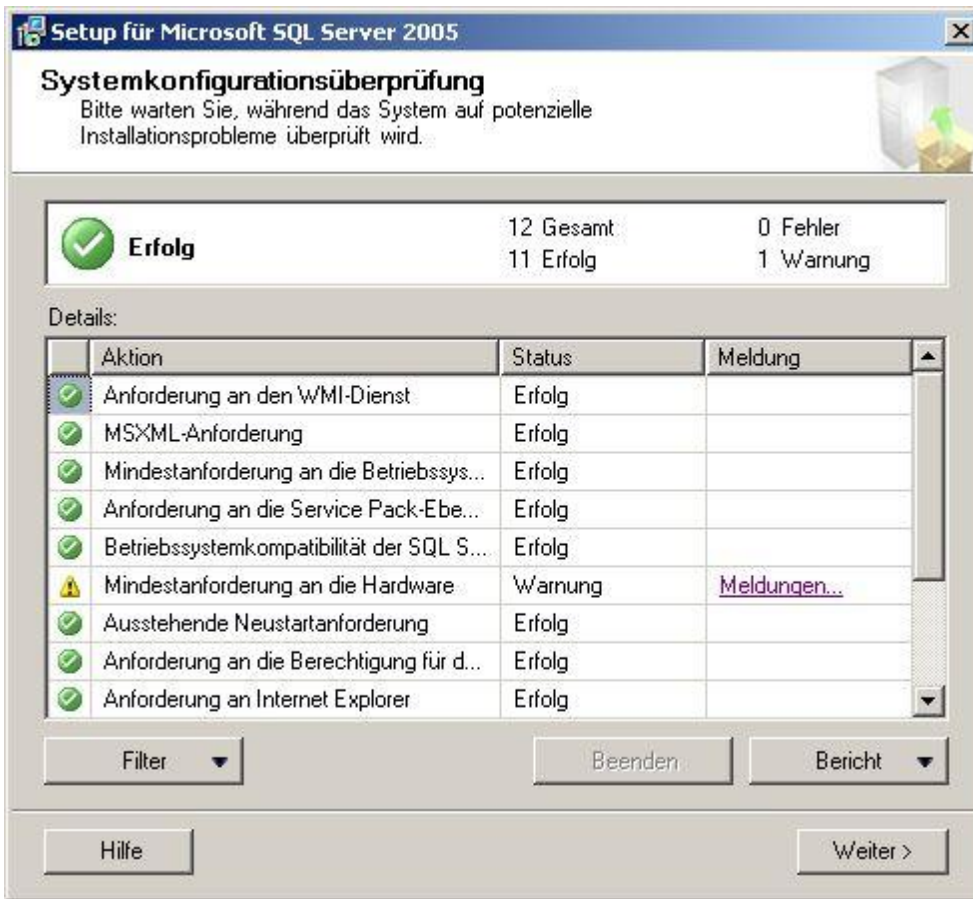 Setup für Microsoft SQL Server 2005
Systemkonfigurationsüberprüfung
Bitte warten Sie, während das System auf potenzielle
Installationsprobleme überprüft wird.
Erfolg
12 Gesamt 0 Fehler
11 Erfolg 1 Warnung
Details:
Aktion Status Meldung
Anforderung an den WMI-Dienst Erfolg
MSXML-Anforderung Erfolg
Mindestanforderung an die Betriebssys... Erfolg
Anforderung an die Service Pack-Ebe... Erfolg
Betriebssystemkompatibilität der SQL S... Erfolg
Mindestanforderung an die Hardware Warnung Meldungen...
Ausstehende Neustartanforderung Erfolg
Anforderung an die Berechtigung für d... Erfolg
Anforderung an Internet Explorer Erfolg
Filter Beenden Bericht
Hilfe Weiter >